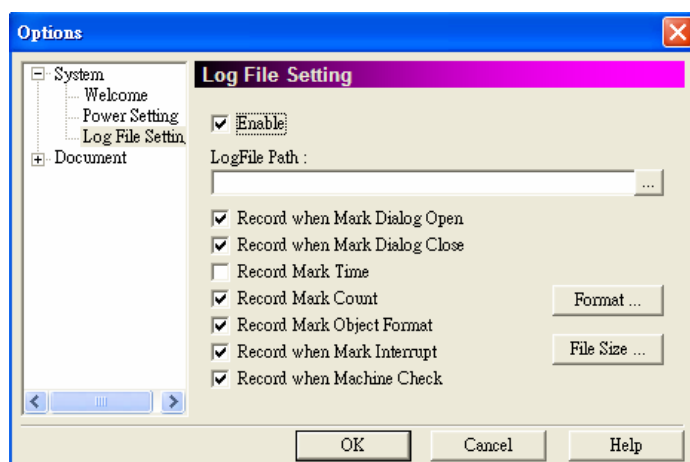 Options
System
Welcome
Power Setting
Log File Settin
Document
Log File Setting
Enable
LogFile Path :
...
Record when Mark Dialog Open
Record when Mark Dialog Close
Record Mark Time
Record Mark Count
Format ...
Record Mark Object Format
Record when Mark Interrupt
File Size ...
Record when Machine Check
OK
Cancel
Help